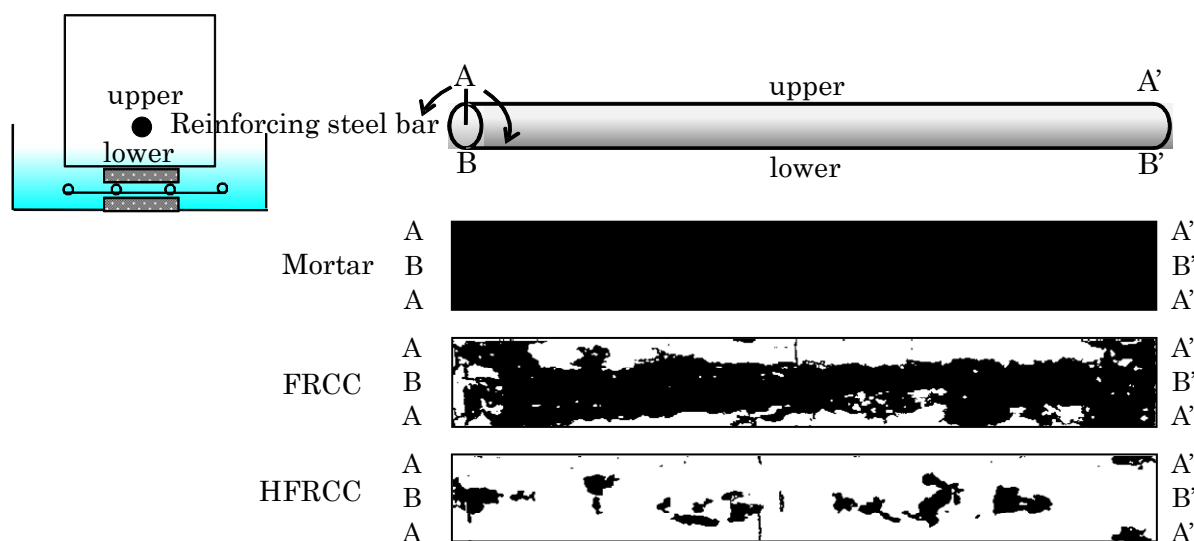 upper
Reinforcing steel bar
lower
A
upper
A’
B
lower
B’
A
A’
Mortar
B
B’
A
A’
A
A’
FRCC
B
B’
A
A’
A
A’
HFRCC
B
B’
A
A’